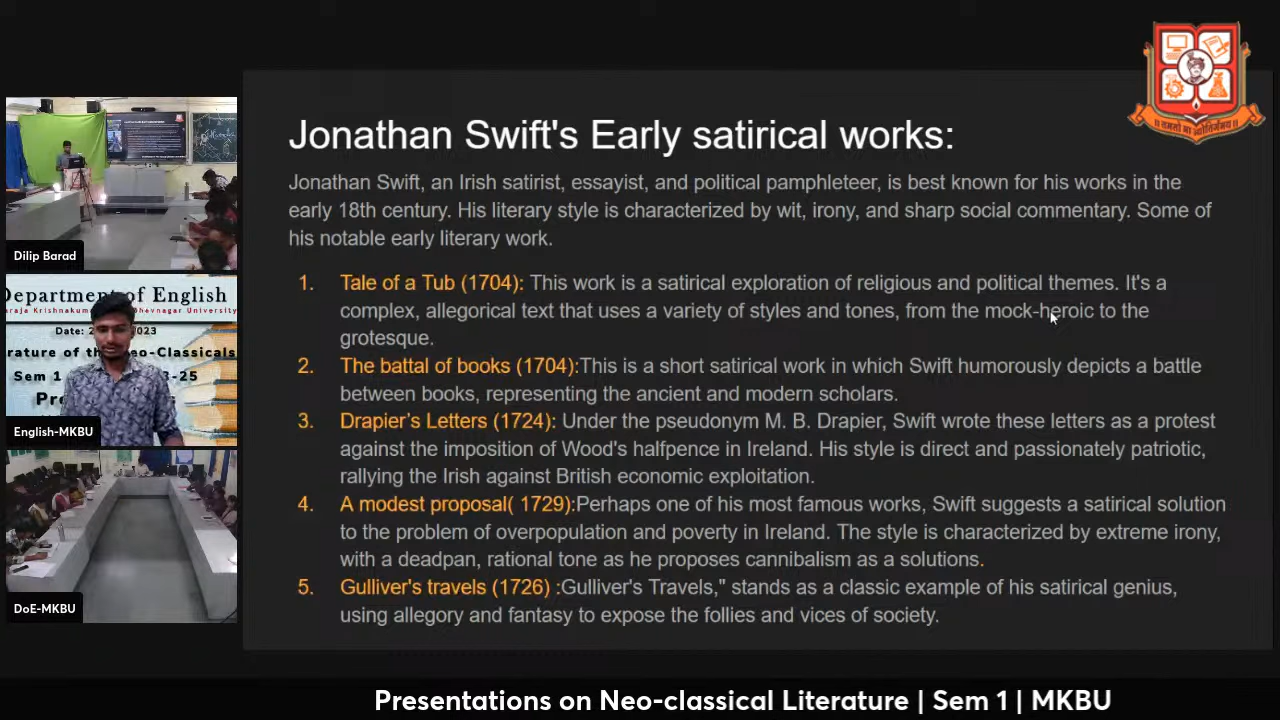 Jonathan Swift's Early satirical works:
Jonathan Swift, an Irish satirist, essayist, and political pamphleteer, is best known for his works in the
early 18th century. His literary style is characterized by wit, irony, and sharp social commentary. Some of
his notable early literary work.
1. Tale of a Tub (1704): This work is a satirical exploration of religious and political themes. It's a
complex, allegorical text that uses a variety of styles and tones, from the mock-heroic to the
grotesque.
2. The battal of books (1704):This is a short satirical work in which Swift humorously depicts a battle
between books, representing the ancient and modern scholars.
3. Drapier's Letters (1724): Under the pseudonym M. B. Drapier, Swift wrote these letters as a protest
against the imposition of Wood's halfpence in Ireland. His style is direct and passionately patriotic,
rallying the Irish against British economic exploitation.
4. A modest proposal( 1729):Perhaps one of his most famous works, Swift suggests a satirical solution
to the problem of overpopulation and poverty in Ireland. The style is characterized by extreme irony,
with a deadpan, rational tone as he proposes cannibalism as a solutions.
5. Gulliver's travels (1726) :Gulliver's Travels," stands as a classic example of his satirical genius,
using allegory and fantasy to expose the follies and vices of society.
Dilip Barad
Department of English
Date: 2 2023
rature of the Neo-Classicals
Sem 1 3-25
English-MKBU
DoE-MKBU
Presentations on Neo-classical Literature | Sem 1 | MKBU